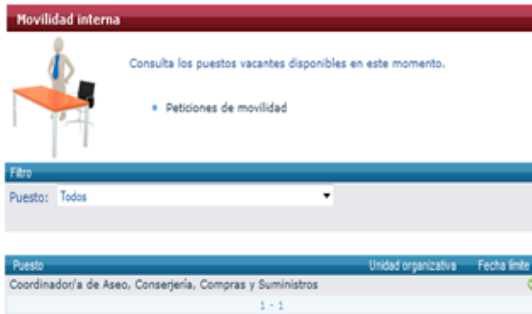 Movilidad interna
Consulta los puestos vacantes disponibles en este momento.
Peticiones de movilidad
Filtro
Puesto: Todos
Puesto Unidad organizativa Fecha límite
Coordinador/a de Aseo, Conserjería, Compras y Suministros
1 - 1